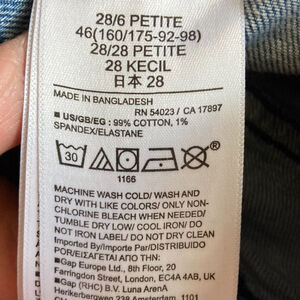 28/6 PETITE
46(160/175-92-98)
28/28 PETITE
28 KECIL
日本 28
MADE IN BANGLADESH
RN 54023 / CA 17897
■ US/GB/EG : 99% COTTON, 1%
SPANDEX/ELASTANE
30
1166
MACHINE WASH COLD/ WASH AND
DRY WITH LIKE COLORS/ ONLY NON-
CHLORINE BLEACH WHEN NEEDED/
TUMBLE DRY LOW COOL IRON/ DO
NOT IRON LABEL/ DO NOT DRY CLEAN
Imported By/Importe Par/DISTRIBUIDO
POR/ΕΙΣΑΓΕΤΑΙ ΑΠΟ ΤΗΝ:
■ Gap Europe Ltd., 8th Floor, 20
Farringdon Street, London, EC4A 4AB, UK
■ Gap (RHC) B.V. Luna ArenA
Herikerbergweg 238 Amsterdam, 1101